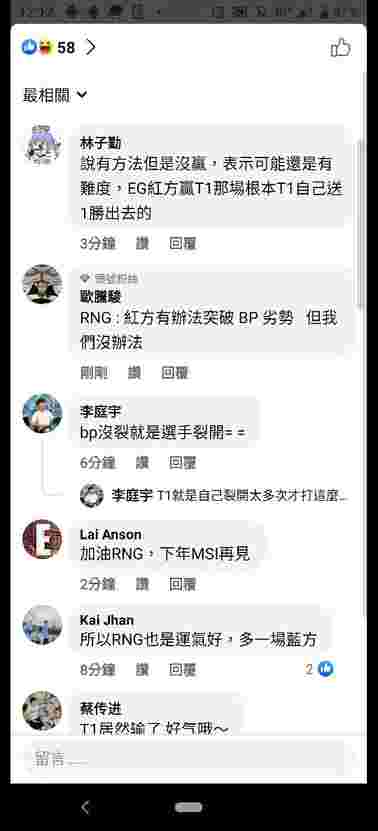 12:12
58
最相關
林子勤
說有方法但是沒贏，表示可能還是有
難度，EG紅方贏T1那場根本T1自己送
1勝出去的
3分鐘 讚 回覆
頭號粉絲
歐騰駿
RNG : 紅方有辦法突破 BP 劣勢 但我
們沒辦法
剛剛 讚 回覆
李庭宇
bp沒裂就是選手裂開= =
6分鐘 讚 回覆
李庭宇 T1就是自己裂開太多次才打這麼...
Lai Anson
加油RNG，下年MSI再見
2分鐘 讚 回覆
Kai Jhan
所以RNG也是運氣好，多一場藍方
8分鐘 讚 回覆 2
蔡传进
T1居然输了 好气哦～
留言......